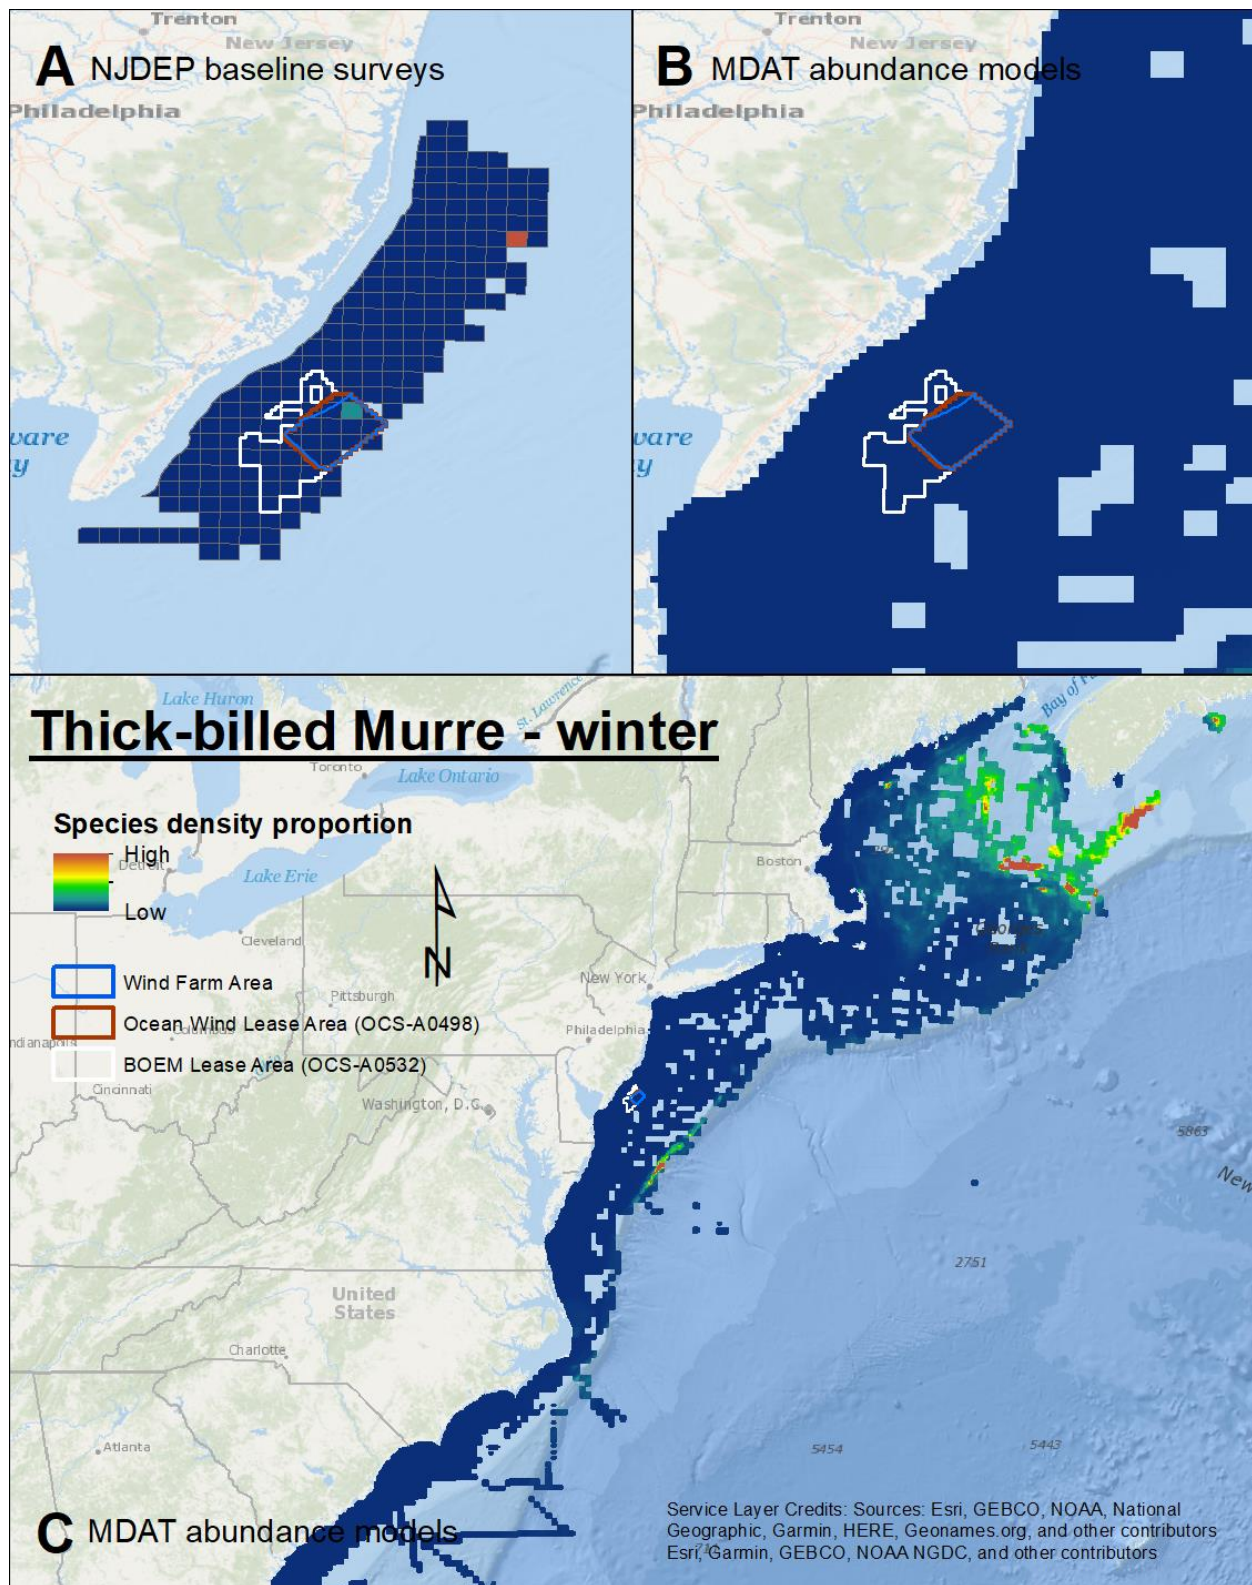 Trenton
New Jersey
A NJDEP baseline surveys
Philadelphia
ware
y
Trenton
New Jersey
B MDAT abundance models
Philadelphia
ware
y
Lake Huron
St. Lawrence
Bay of
Thick-billed Murre - winter
Toronto
Lake Ontario
Species density proportion
High
Detroit
Low
Lake Erie
Boston
Cleveland
N
New York
Wind Farm Area
Pittsburgh
Ocean Wind Lease Area (OCS-A0498)
Columbus
Philadelphia
ndianapolis
BOEM Lease Area (OCS-A0532)
Cincinnati
Washington, D.C.
5863
New
2751
United
States
Charlotte
Atlanta
5454
5443
C MDAT abundance models
Service Layer Credits: Sources: Esri, GEBCO, NOAA, National
Geographic, Garmin, HERE, Geonames.org, and other contributors
Esri, Garmin, GEBCO, NOAA NGDC, and other contributors